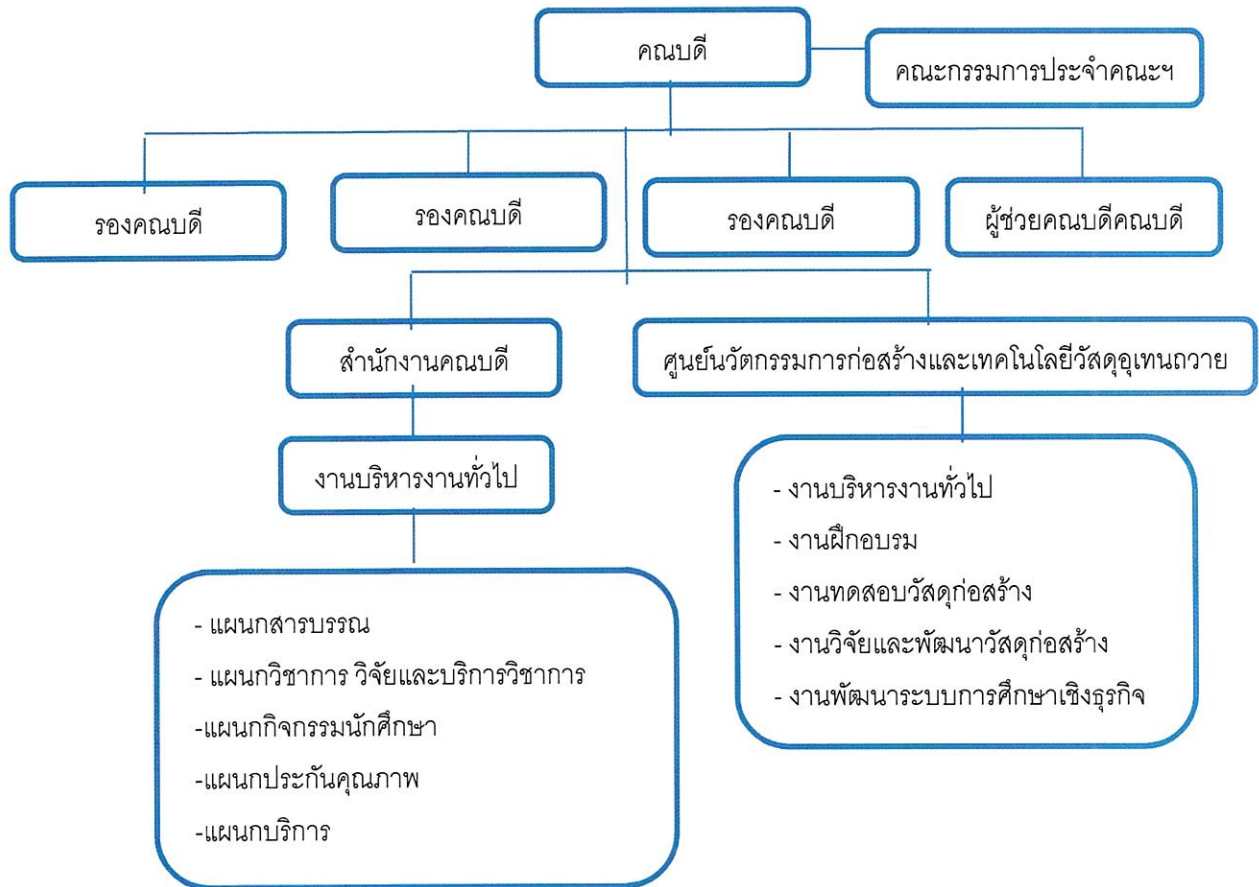 คณบดี
คณะกรรมการประจำคณะฯ
รองคณบดี
รองคณบดี
รองคณบดี
ผู้ช่วยคณบดีคณบดี
สำนักงานคณบดี
ศูนย์นวัตกรรมการก่อสร้างและเทคโนโลยีวัสดุอุเทนถวาย
งานบริหารงานทั่วไป
- แผนกสารบรรณ
- แผนกวิชาการ วิจัยและบริการวิชาการ
-แผนกกิจกรรมนักศึกษา
-แผนกประกันคุณภาพ
-แผนกบริการ
- งานบริหารงานทั่วไป
- งานฝึกอบรม
- งานทดสอบวัสดุก่อสร้าง
- งานวิจัยและพัฒนาวัสดุก่อสร้าง
- งานพัฒนาระบบการศึกษาเชิงธุรกิจ